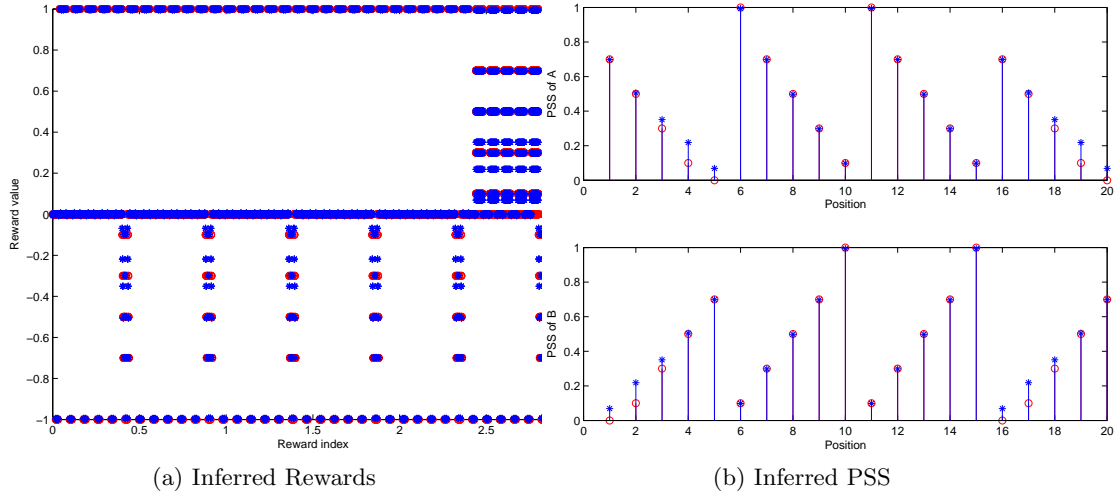 1
0.8
0.6
0.4
0.2
0
−0.2
−0.4
−0.6
−0.8
−1
0 0.5 1 1.5 2 2.5
Reward value
Reward index
(a) Inferred Rewards
1
0.8
0.6
0.4
0.2
0
0 2 4 6 8 10 12 14 16 18 20
PSS of A
Position
1
0.8
0.6
0.4
0.2
0
0 2 4 6 8 10 12 14 16 18 20
PSS of B
Position
(b) Inferred PSS